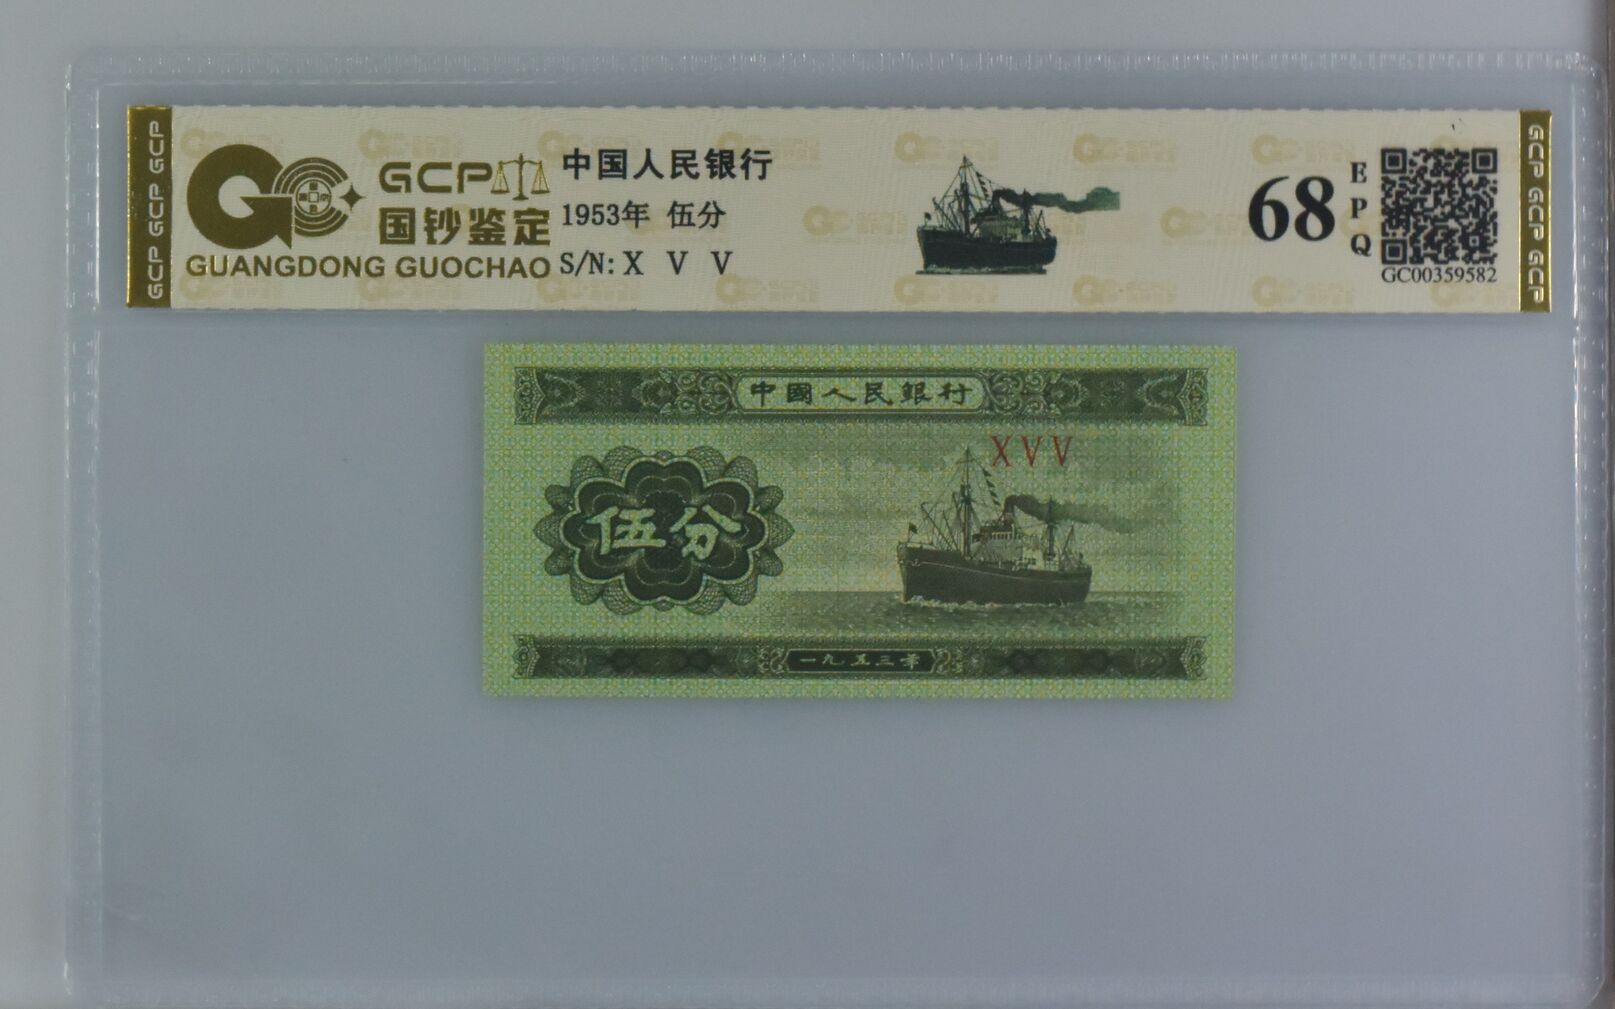 GCP GCP GCP
GCP
国钞鉴定
GUANGDONG GUOCHAO
中国人民银行
1953年 伍分
S/N: X V V
68
EPQ
GC00359582
GCP GCP GCP
中國人民銀行
XVV
伍分
一九五三年